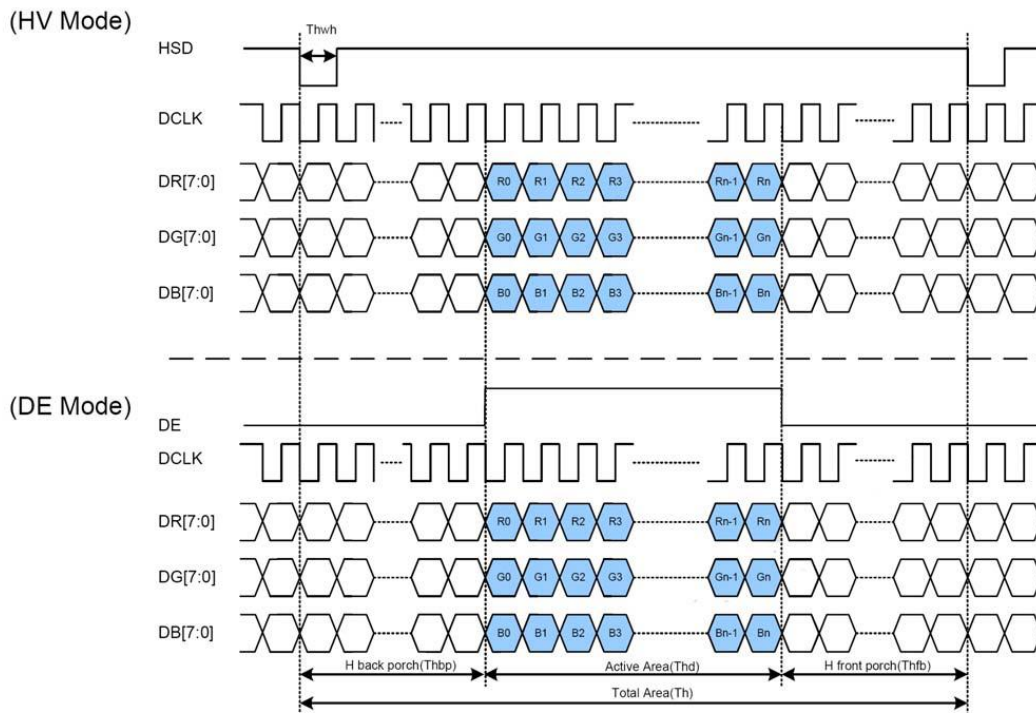 (HV Mode)
Thwh
HSD
DCLK
DR[7:0] R0 R1 R2 R3 Rn-1 Rn
DG[7:0] G0 G1 G2 G3 Gn-1 Gn
DB[7:0] B0 B1 B2 B3 Bn-1 Bn
(DE Mode)
DE
DCLK
DR[7:0] R0 R1 R2 R3 Rn-1 Rn
DG[7:0] G0 G1 G2 G3 Gn-1 Gn
DB[7:0] B0 B1 B2 B3 Bn-1 Bn
H back porch(Thbp) Active Area(Thd) H front porch(Thfb)
Total Area(Th)